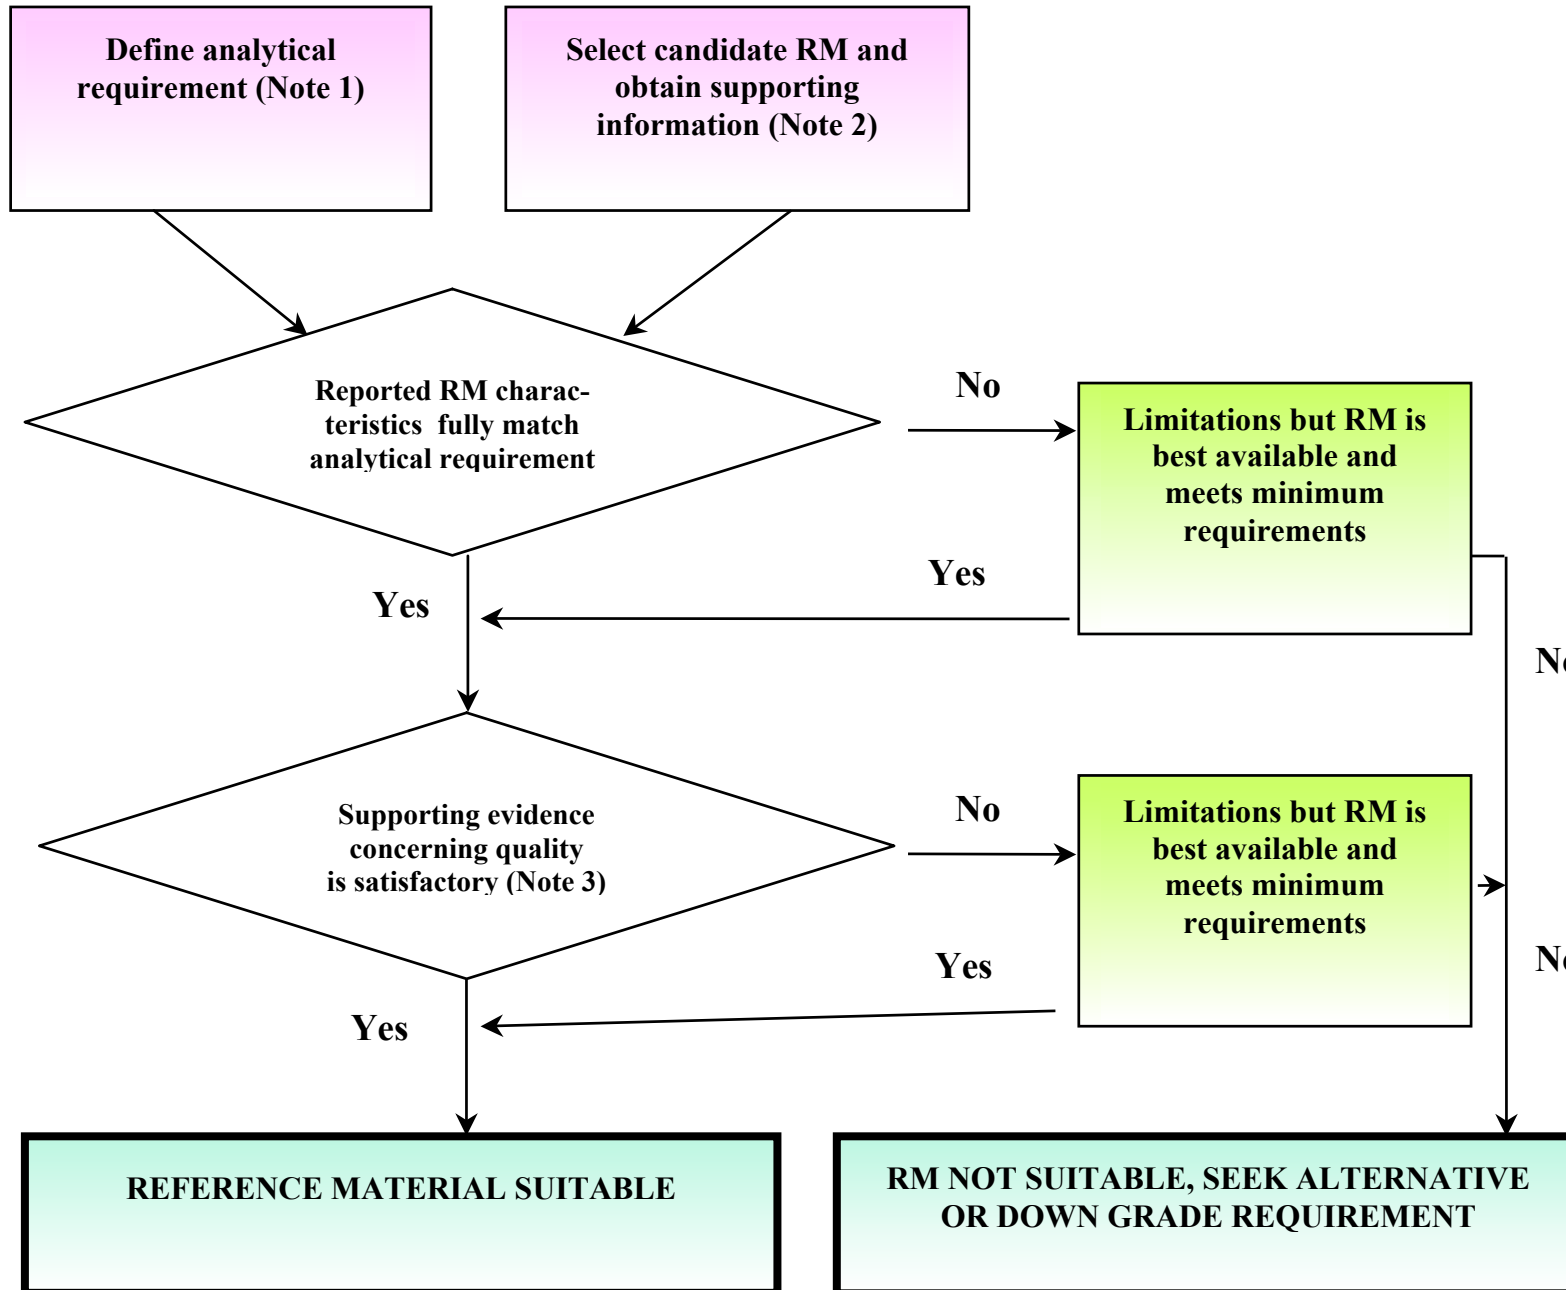 Define analytical
requirement (Note 1)
Select candidate RM and
obtain supporting
information (Note 2)
Reported RM charac-
teristics fully match
analytical requirement
No
Limitations but RM is
best available and
meets minimum
requirements
Yes
Yes
No
Supporting evidence
concerning quality
is satisfactory (Note 3)
No
Limitations but RM is
best available and
meets minimum
requirements
No
Yes
Yes
REFERENCE MATERIAL SUITABLE
RM NOT SUITABLE, SEEK ALTERNATIVE
OR DOWN GRADE REQUIREMENT